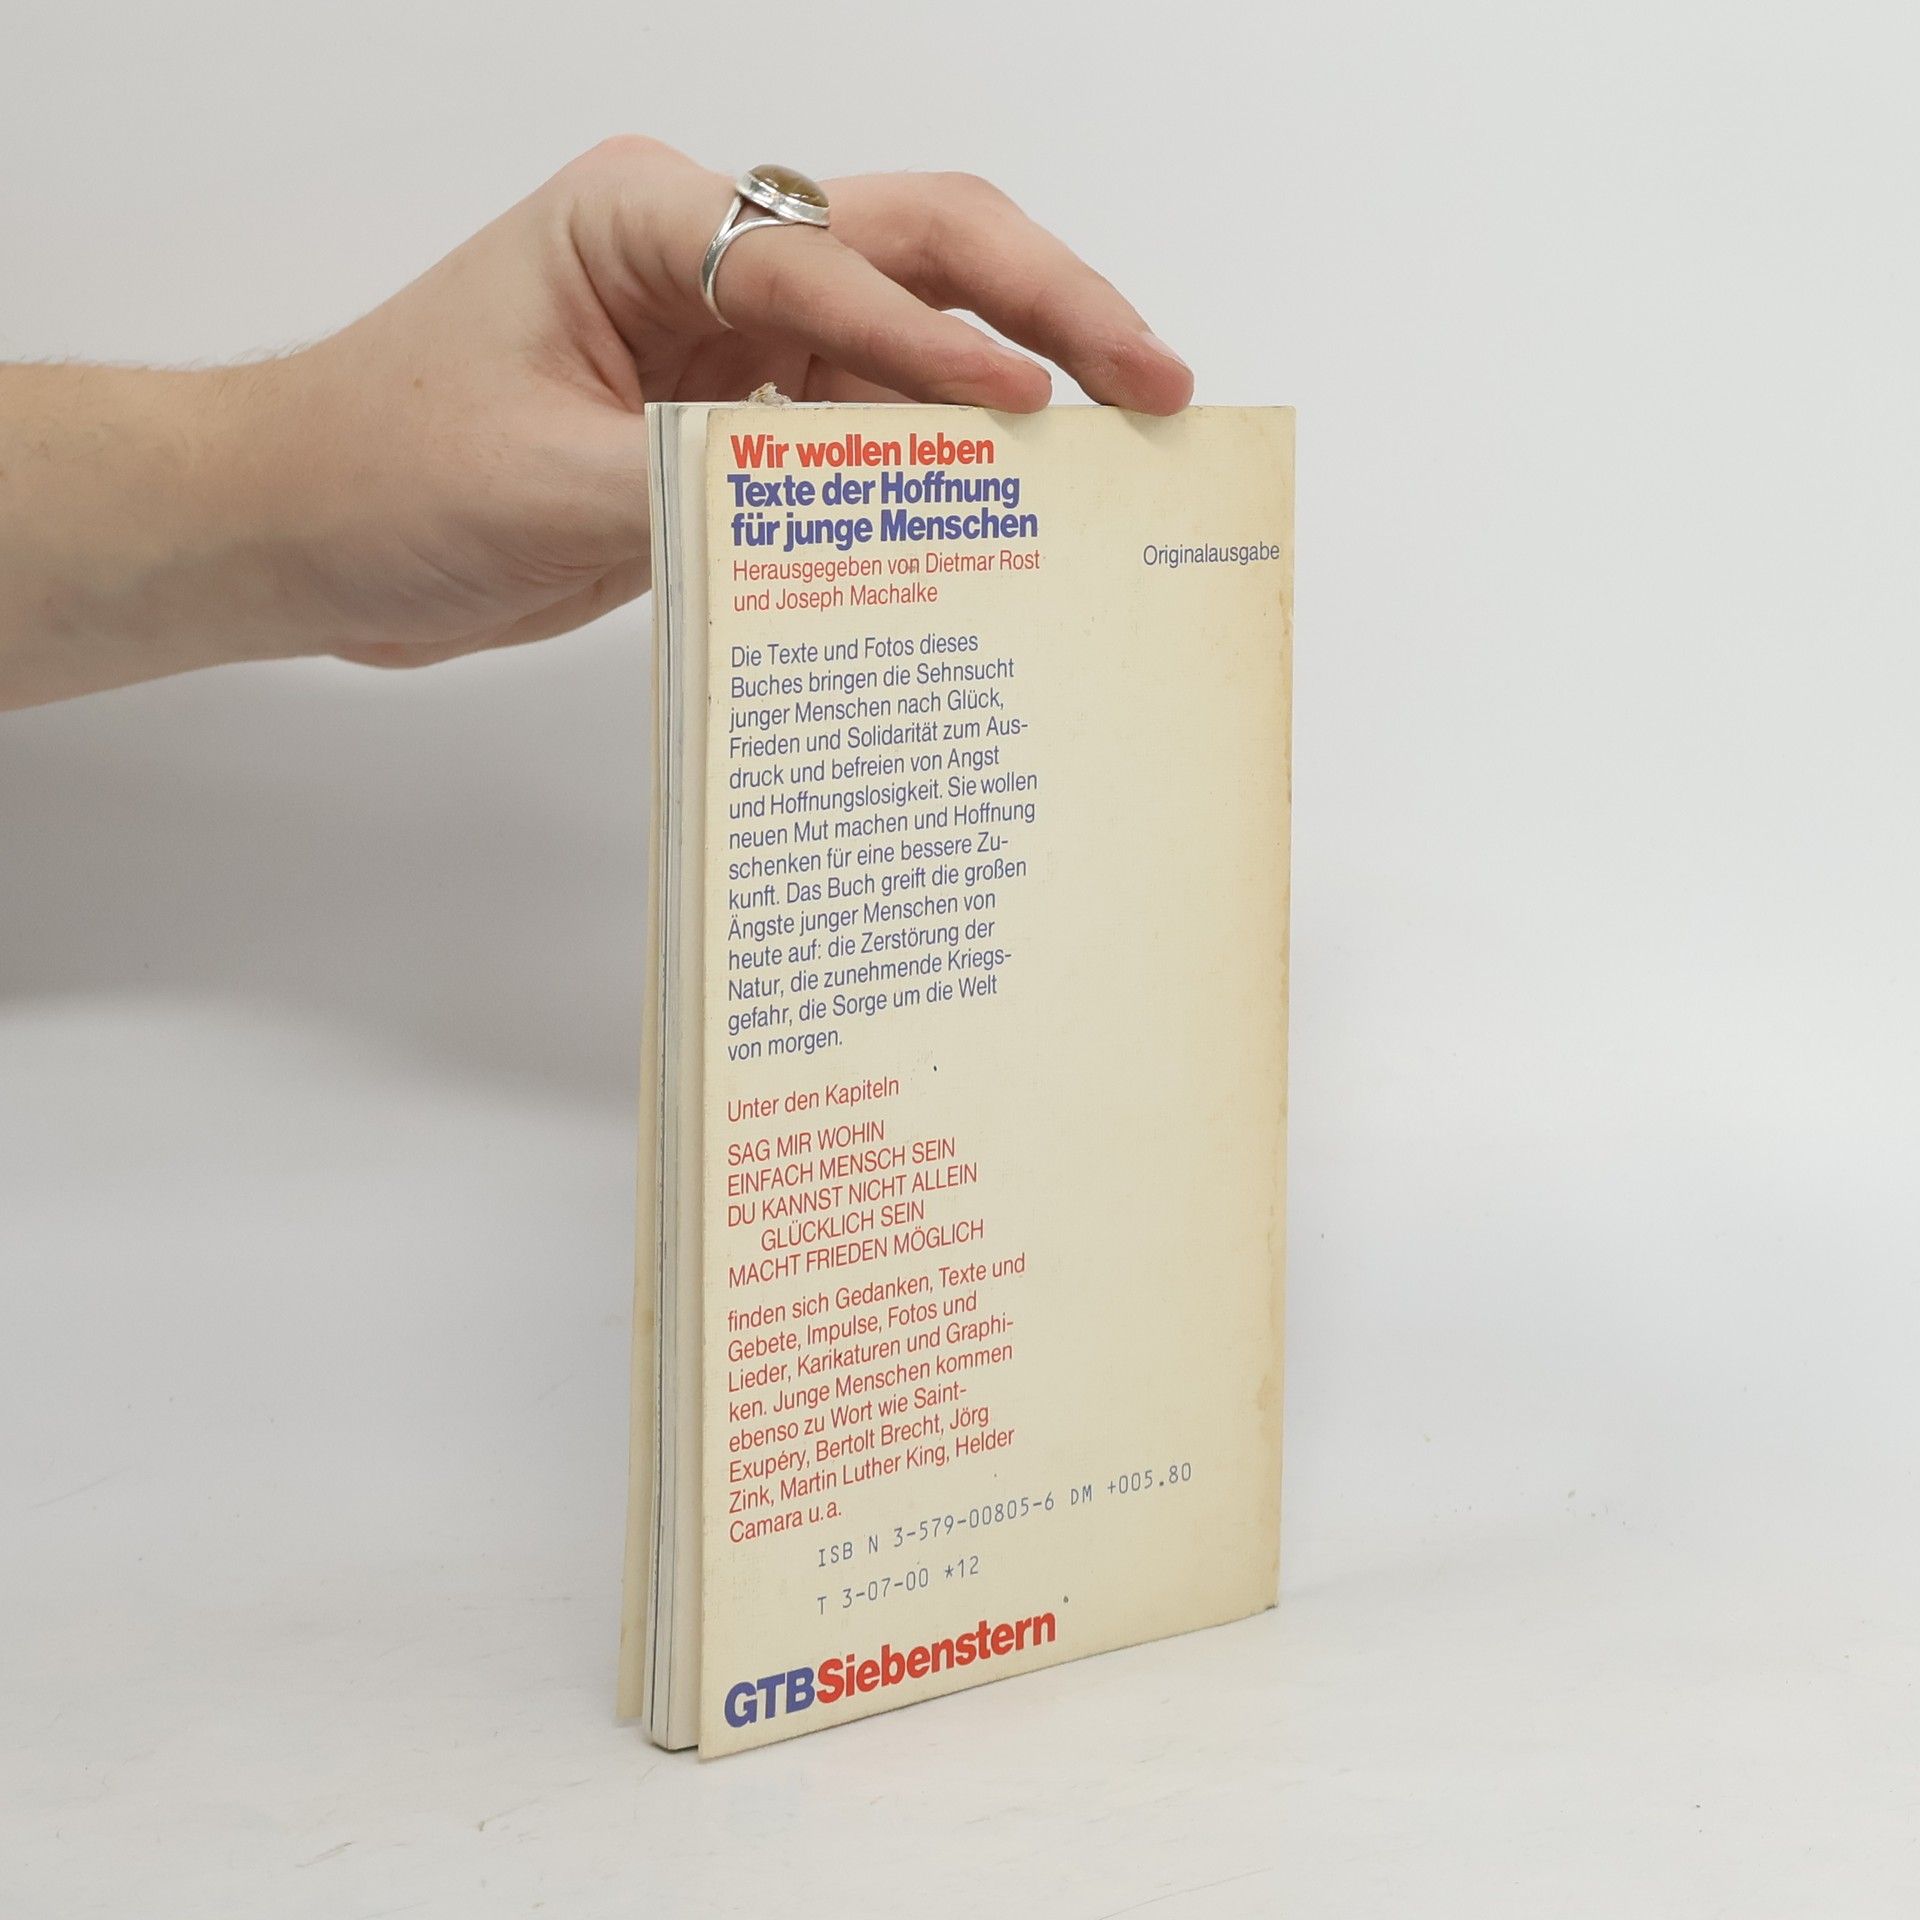 Wir wollen leben
Texte der Hoffnung
für junge Menschen
Herausgegeben von Dietmar Rost
und Joseph Machalke
Originalausgabe
Die Texte und Fotos dieses
Buches bringen die Sehnsucht
junger Menschen nach Glück,
Frieden und Solidarität zum Aus-
druck und befreien von Angst
und Hoffnungslosigkeit. Sie wollen
neuen Mut machen und Hoffnung
schenken für eine bessere Zu-
kunft. Das Buch greift die großen
Ängste junger Menschen von
heute auf: die Zerstörung der
Natur, die zunehmende Kriegs-
gefahr, die Sorge um die Welt
von morgen.
Unter den Kapiteln
SAG MIR WOHIN
EINFACH MENSCH SEIN
DU KANNST NICHT ALLEIN
GLÜCKLICH SEIN
MACHT FRIEDEN MÖGLICH
finden sich Gedanken, Texte und
Gebete, Impulse, Fotos und
Lieder, Karikaturen und Graphi-
ken. Junge Menschen kommen
ebenso zu Wort wie Saint-
Exupéry, Bertolt Brecht, Jörg
Zink, Martin Luther King, Helder
Camara u. a.
ISB N 3-579-00805-6 DM +005.80
T 3-07-00 *12
GTBSiebenstern